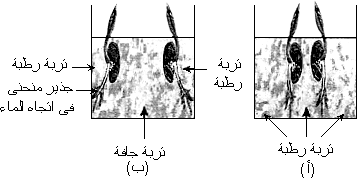 تربة رطبة
جذير منحنى
فى اتجاه الماء
تربة
رطبة
تربة جافة
(ب)
تربة رطبة
(أ)